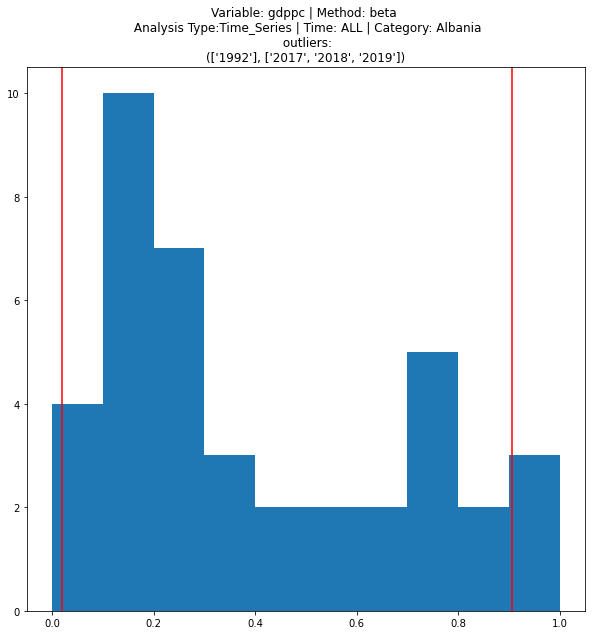 Variable: gdppc | Method: beta
Analysis Type:Time_Series | Time: ALL | Category: Albania
outliers:
(['1992'], ['2017', '2018', '2019'])
10
8
6
4
2
0
0.0 0.2 0.4 0.6 0.8 1.0